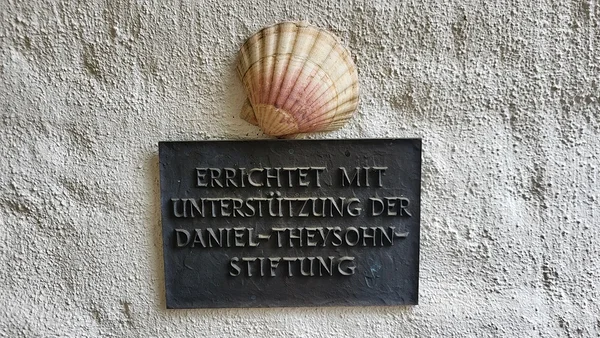 ERRICHTET MIT
UNTERSTÜTZUNG DER
DANIEL-THEYSOHN-
STIFTUNG